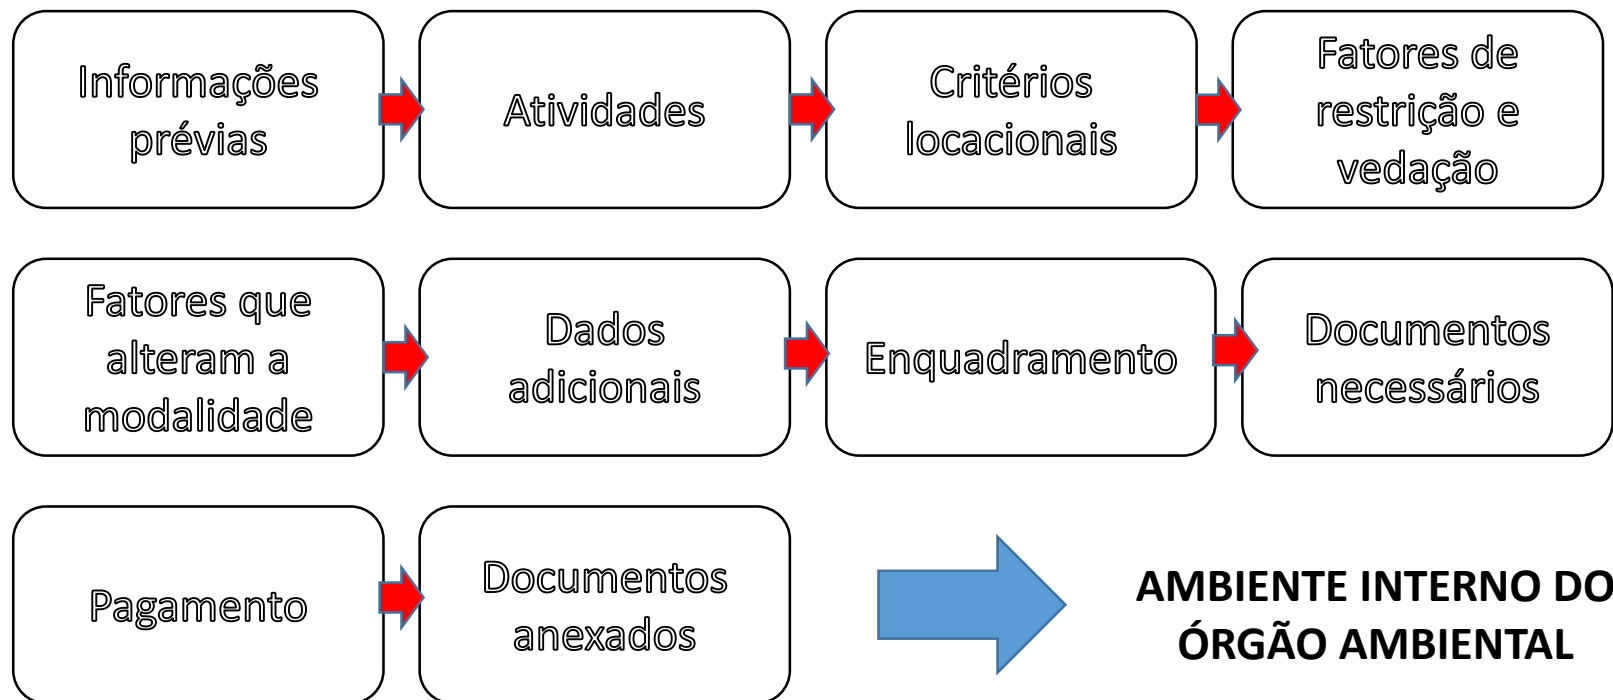 Informações
prévias
Atividades
Critérios
locacionais
Fatores de
restrição e
vedação
Fatores que
alteram a
modalidade
Dados
adicionais
Enquadramento
Documentos
necessários
Pagamento
Documentos
anexados
AMBIENTE INTERNO DO
ÓRGÃO AMBIENTAL